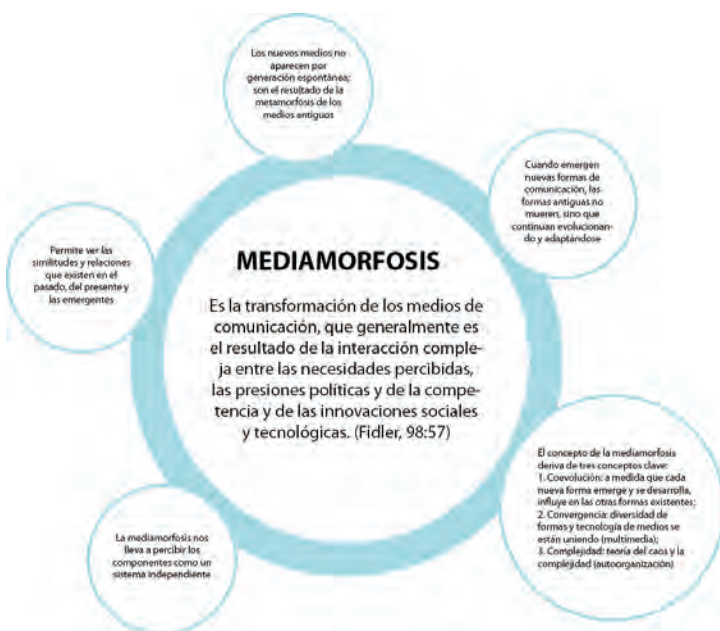 Los nuevos medios no
aparecen por
generación espontánea;
son el resultado de la
metamorfosis de los
medios antiguos
Cuando emergen
nuevas formas de
comunicación, las
formas antiguas no
mueren, sino que
continuan evolucionan-
do y adaptándose
Permite ver las
similitudes y relaciones
que existen en el
pasado, del presente y
las emergentes
MEDIAMORFOSIS
Es la transformación de los medios de
comunicación, que generalmente es
el resultado de la interacción comple-
ja entre las necesidades percibidas,
las presiones políticas y de la compe-
tencia y de las innovaciones sociales
y tecnológicas. (Fidler, 98:57)
El concepto de la mediamorfosis
deriva de tres conceptos clave:
1. Coevolución: a medida que cada
nueva forma emerge y se desarrolla,
influye en las otras formas existentes;
2. Convergencia: diversidad de
formas y tecnología de medios se
están uniendo (multimedia);
3. Complejidad: teoría del caos y la
complejidad (autoorganización)
La mediamorfosis nos
lleva a percibir los
componentes como un
sistema independiente